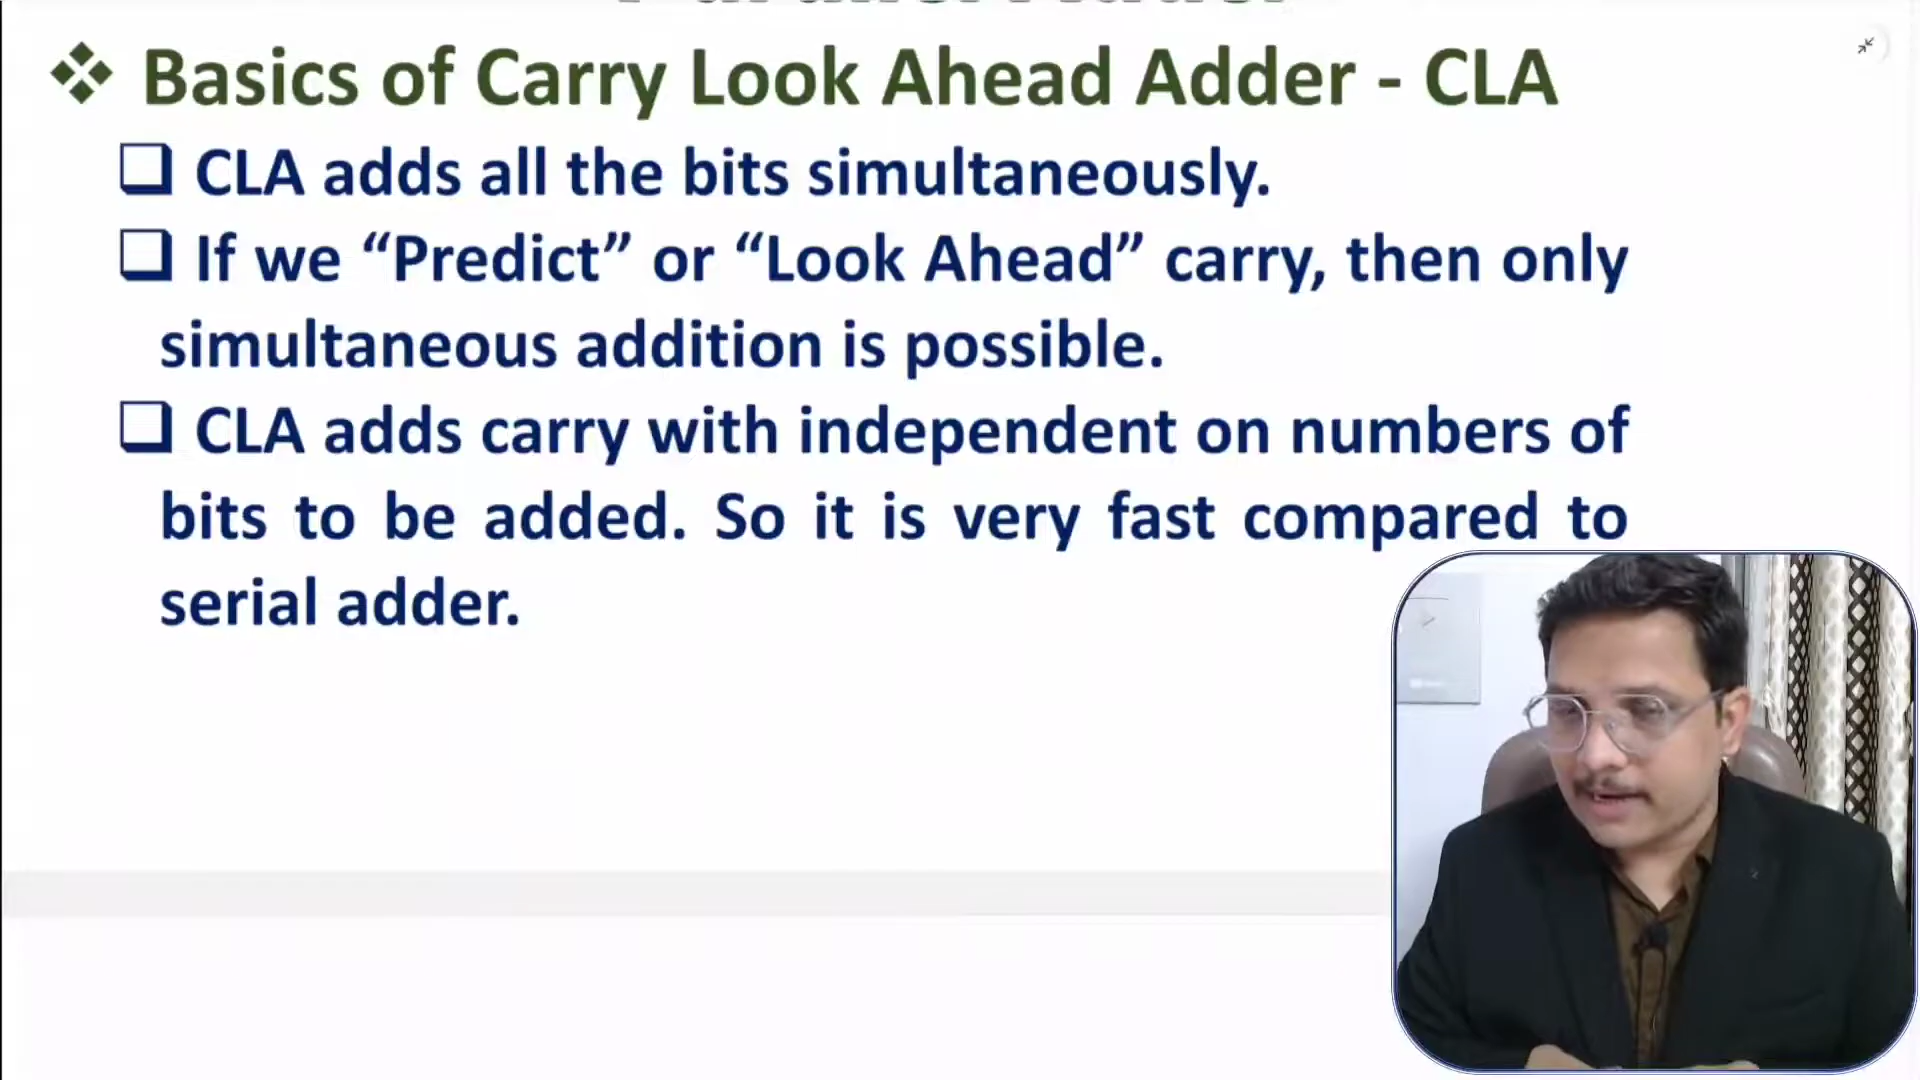 ❖ Basics of Carry Look Ahead Adder - CLA
❑ CLA adds all the bits simultaneously.
❑ If we “Predict” or “Look Ahead” carry, then only
simultaneous addition is possible.
❑ CLA adds carry with independent on numbers of
bits to be added. So it is very fast compared to
serial adder.